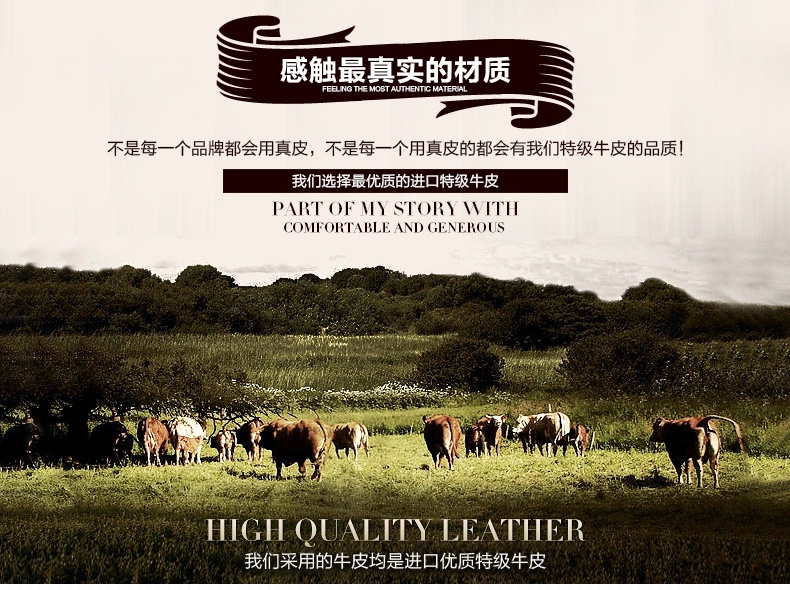 感触最真实的材质
FEELING THE MOST AUTHENTIC MATERIAL
不是每一个品牌都会用真皮，不是每一个用真皮的都会有我们特级牛皮的品质！
我们选择最优质的进口特级牛皮
PART OF MY STORY WITH
COMFORTABLE AND GENEROUS
HIGH QUALITY LEATHER
我们采用的牛皮均是进口优质特级牛皮